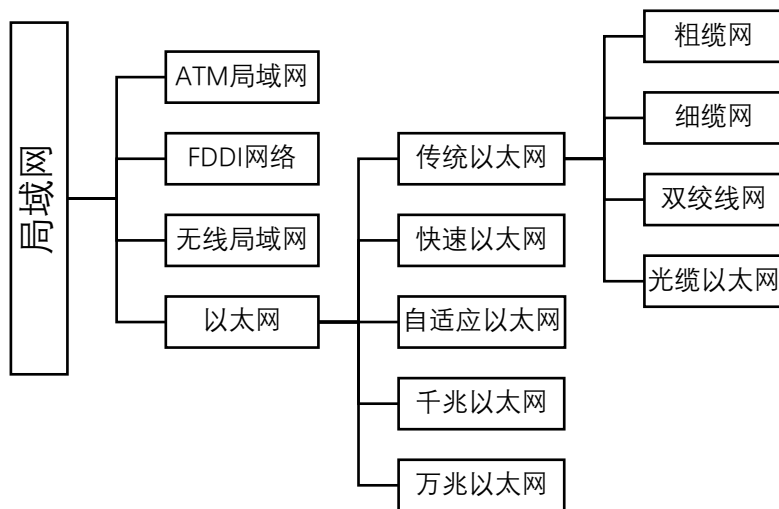 局域网
ATM局域网
FDDI网络
无线局域网
以太网
传统以太网
快速以太网
自适应以太网
千兆以太网
万兆以太网
粗缆网
细缆网
双绞线网
光缆以太网